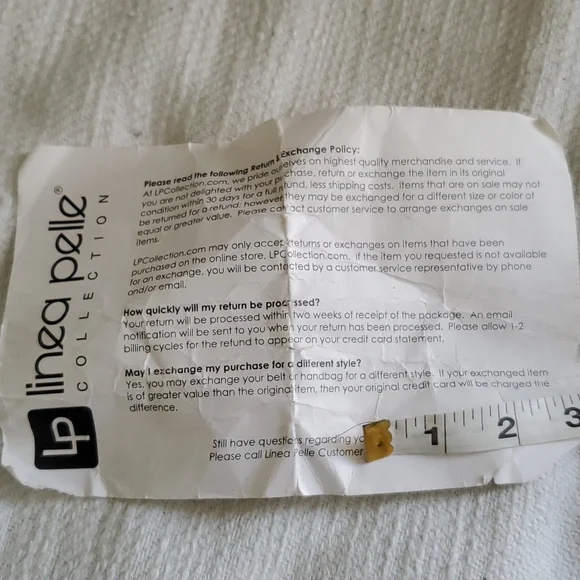 linea pelle®
COLLECTION
LP
Please read the following Return & Exchange Policy:
At LPCollection.com, we pride ourselves on highest quality merchandise and service. If
you are not delighted with your purchase, return or exchange the item in its original
condition within 30 days for a full refund, less shipping costs. Items that are on sale may not
be returned for a refund; however, they may be exchanged for a different size or color of
equal or greater value. Please contact customer service to arrange exchanges on sale
items.
LPCollection.com may only accept returns or exchanges on items that have been
purchased on the online store, LPCollection.com. If the item you requested is not available
for an exchange, you will be contacted by a customer service representative by phone
and/or email.
How quickly will my return be processed?
Your return will be processed within two weeks of receipt of the package. An email
notification will be sent to you when your return has been processed. Please allow 1-2
billing cycles for the refund to appear on your credit card statement.
May I exchange my purchase for a different style?
Yes, you may exchange your belt or handbag for a different style. If your exchanged item
is of greater value than the original item, then your original credit card will be charged the
difference.
Still have questions regarding yo
Please call Linea Pelle Customer
1 2 3